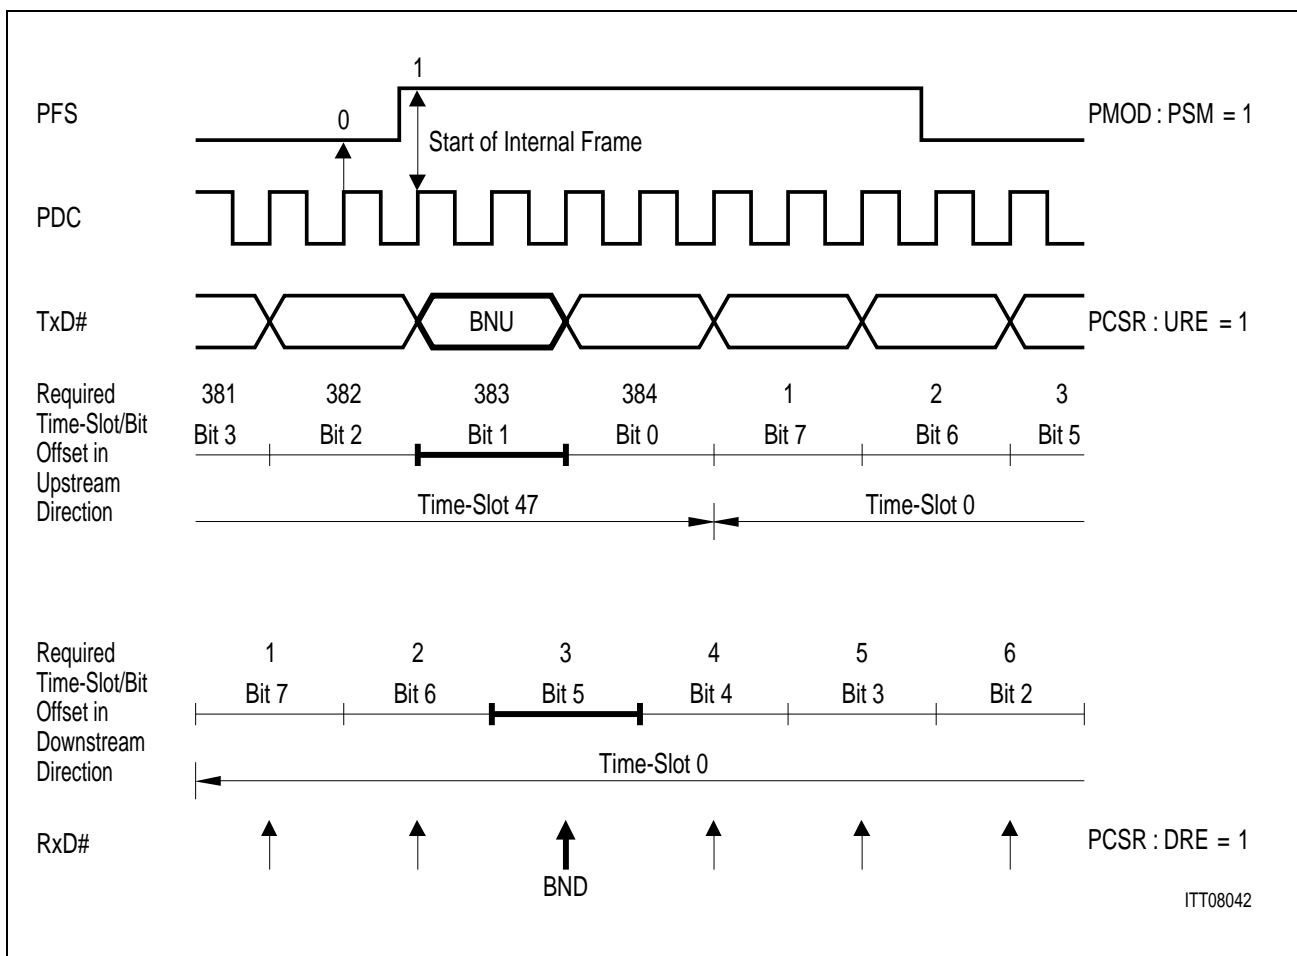 1
PFS
0
PMOD : PSM = 1
Start of Internal Frame
PDC
TxD#
BNU
PCSR : URE = 1
Required
Time-Slot/Bit
Offset in
Upstream
Direction
381 382 383 384 1 2 3
Bit 3 Bit 2 Bit 1 Bit 0 Bit 7 Bit 6 Bit 5
Time-Slot 47 Time-Slot 0
Required
Time-Slot/Bit
Offset in
Downstream
Direction
1 2 3 4 5 6
Bit 7 Bit 6 Bit 5 Bit 4 Bit 3 Bit 2
Time-Slot 0
RxD#
PCSR : DRE = 1
BND
ITT08042